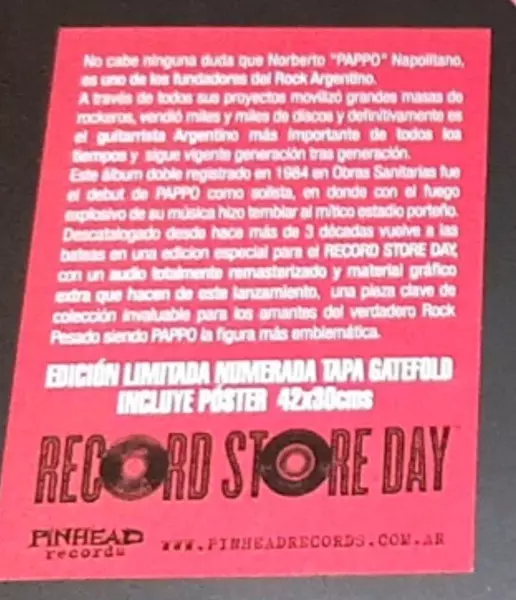 No cabe ninguna duda que Norberto "PAPPO" Napolitano,
es uno de los fundadores del Rock Argentino.
A través de todos sus proyectos movilizó grandes masas de
rockeros, vendió miles y miles de discos y definitivamente es
el guitarrista Argentino más importante de todos los
tiempos y sigue vigente generación tras generación.
Este álbum doble registrado en 1984 en Obras Sanitarias fue
el debut de PAPPO como solista, en donde con el fuego
explosivo de su música hizo temblar al mítico estadio porteño.
Descatalogado desde hace más de 3 décadas vuelve a las
bateas en una edicion especial para el RECORD STORE DAY,
con un audio totalmente remasterizado y material gráfico
extra que hacen de este lanzamiento, una pieza clave de
colección invaluable para los amantes del verdadero Rock
Pesado siendo PAPPO la figura más emblemática.
EDICIÓN LIMITADA NUMERADA TAPA GATEFOLD
INCLUYE PÓSTER 42x30cms
RECORD STORE DAY
PINHEAD
records
WWW.PINHEADRECORDS.COM.AR